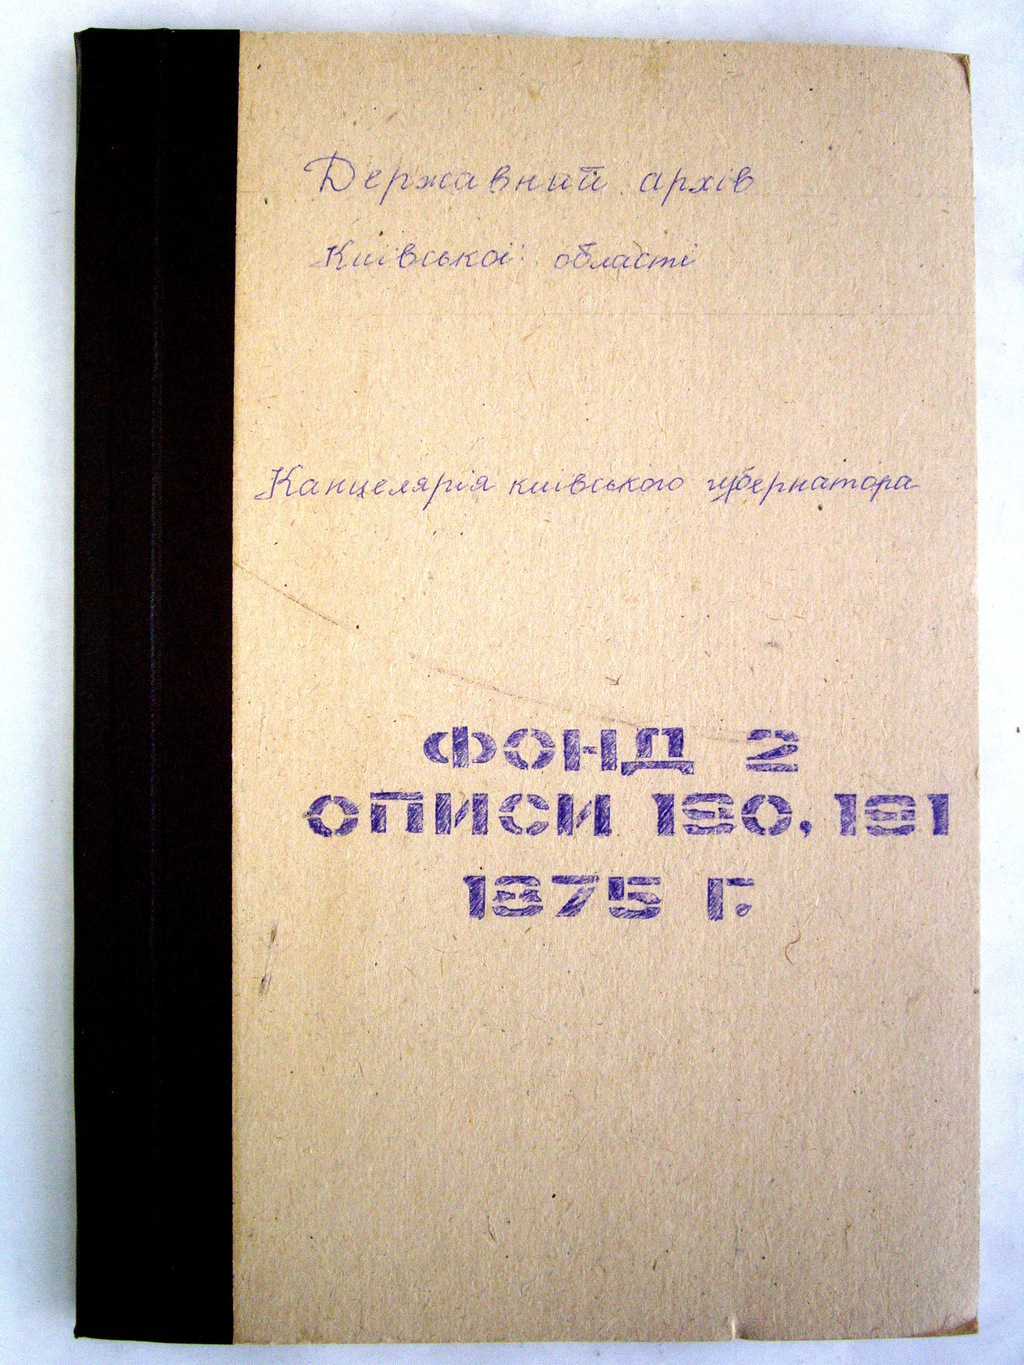 Державний архів
Київської області
Канцелярія київського губернатора
ФОНД 2
ОПИСИ 190, 191
1875 Г.